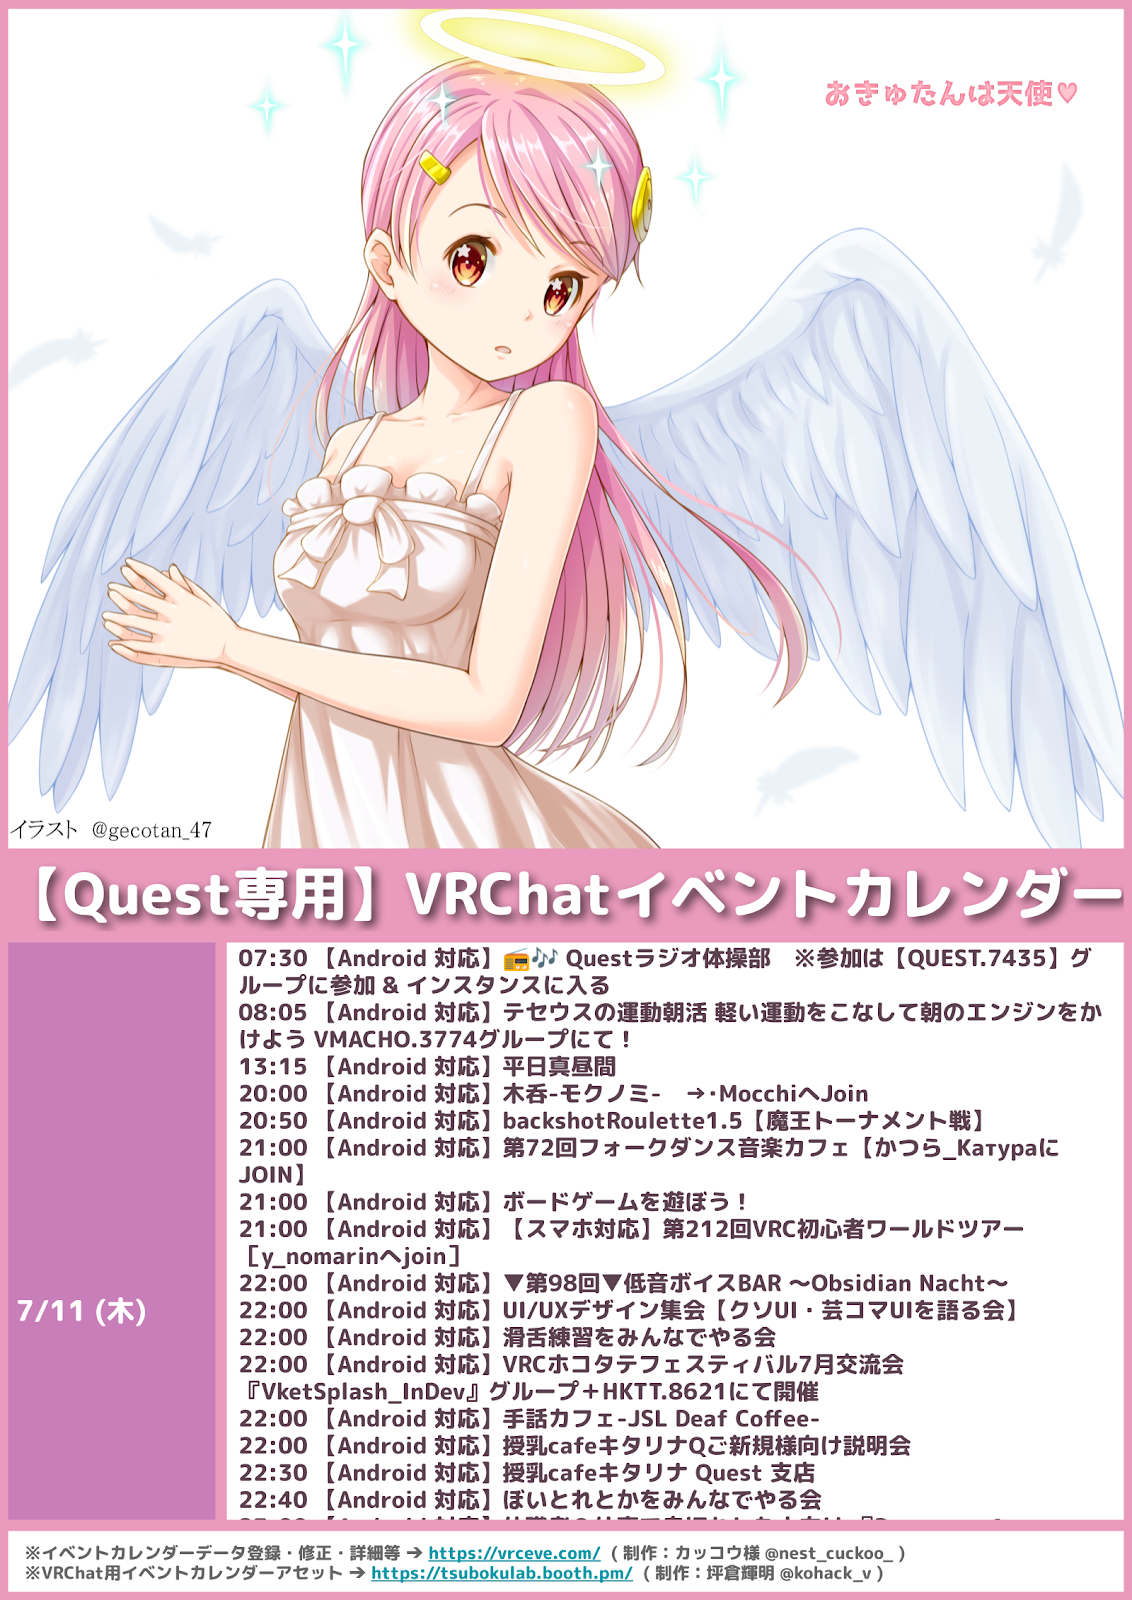 おきゅたんは天使♥
イラスト @gecotan_47
【Quest専用】VRChatイベントカレンダー
7/11 (木)
07:30 【Android 対応】📻🎶 Questラジオ体操部　※参加は【QUEST.7435】グ
ループに参加 & インスタンスに入る
08:05 【Android 対応】テセウスの運動朝活 軽い運動をこなして朝のエンジンをか
けよう VMACHO.3774グループにて！
13:15 【Android 対応】平日真昼間
20:00 【Android 対応】木呑-モクノミ-　→･MocchiへJoin
20:50 【Android 対応】backshotRoulette1.5【魔王トーナメント戦】
21:00 【Android 対応】第72回フォークダンス音楽カフェ【かつら_Катураに
JOIN】
21:00 【Android 対応】ボードゲームを遊ぼう！
21:00 【Android 対応】【スマホ対応】第212回VRC初心者ワールドツアー
［y_nomarinへjoin］
22:00 【Android 対応】▼第98回▼低音ボイスBAR ～Obsidian Nacht～
22:00 【Android 対応】UI/UXデザイン集会【クソUI・芸コマUIを語る会】
22:00 【Android 対応】滑舌練習をみんなでやる会
22:00 【Android 対応】VRCホコタテフェスティバル7月交流会
『VketSplash_InDev』グループ＋HKTT.8621にて開催
22:00 【Android 対応】手話カフェ-JSL Deaf Coffee-
22:00 【Android 対応】授乳cafeキタリナQご新規様向け説明会
22:30 【Android 対応】授乳cafeキタリナ Quest 支店
22:40 【Android 対応】ぼいとれとかをみんなでやる会
※イベントカレンダーデータ登録・修正・詳細等 → https://vrceve.com/ ( 制作：カッコウ様 @nest_cuckoo_ )
※VRChat用イベントカレンダーアセット → https://tsubokulab.booth.pm/ ( 制作：坪倉輝明 @kohack_v )